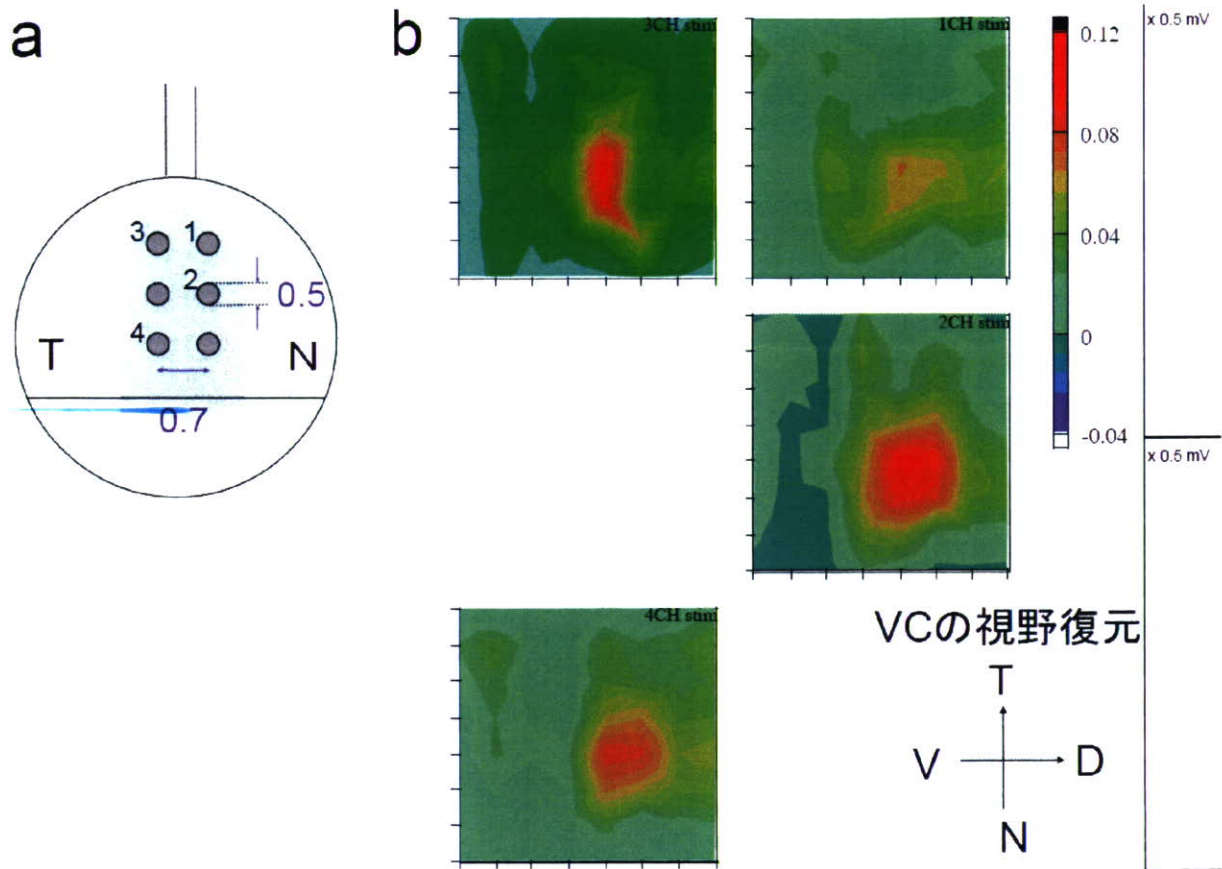 a
b
3CH stim
1CH stim
0.12
0.08
0.04
0
-0.04
x 0.5 mV
x 0.5 mV
3
1
2
0.5
4
T
N
0.7
2CH stim
4CH stim
VCの視野復元
T
V
D
N